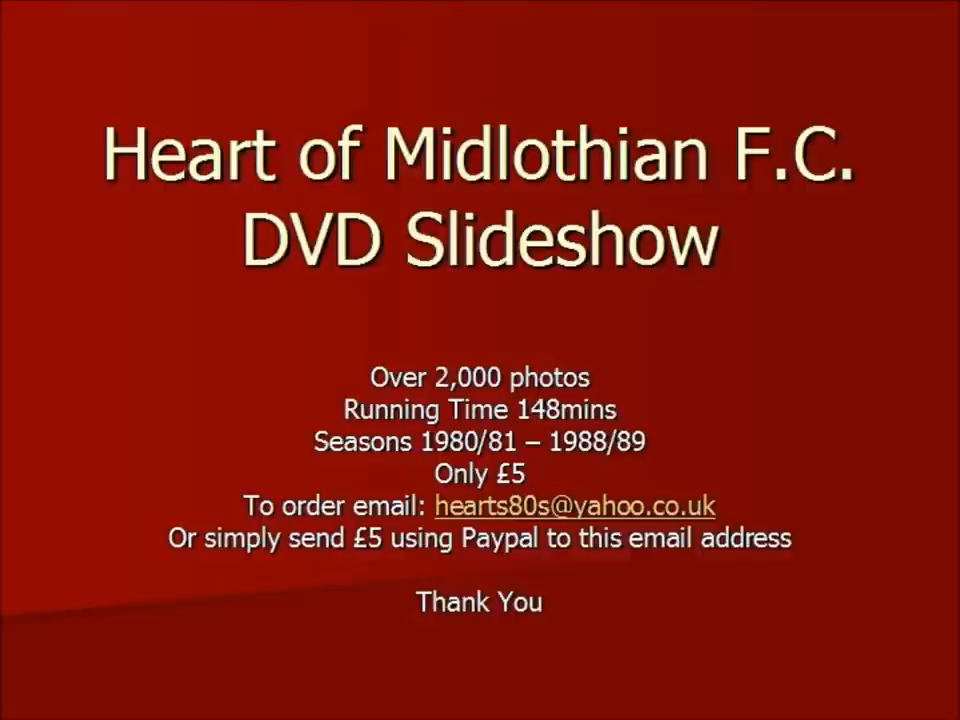 Heart of Midlothian F.C.
DVD Slideshow
Over 2,000 photos
Running Time 148mins
Seasons 1980/81 – 1988/89
Only £5
To order email: hearts80s@yahoo.co.uk
Or simply send £5 using Paypal to this email address
Thank You